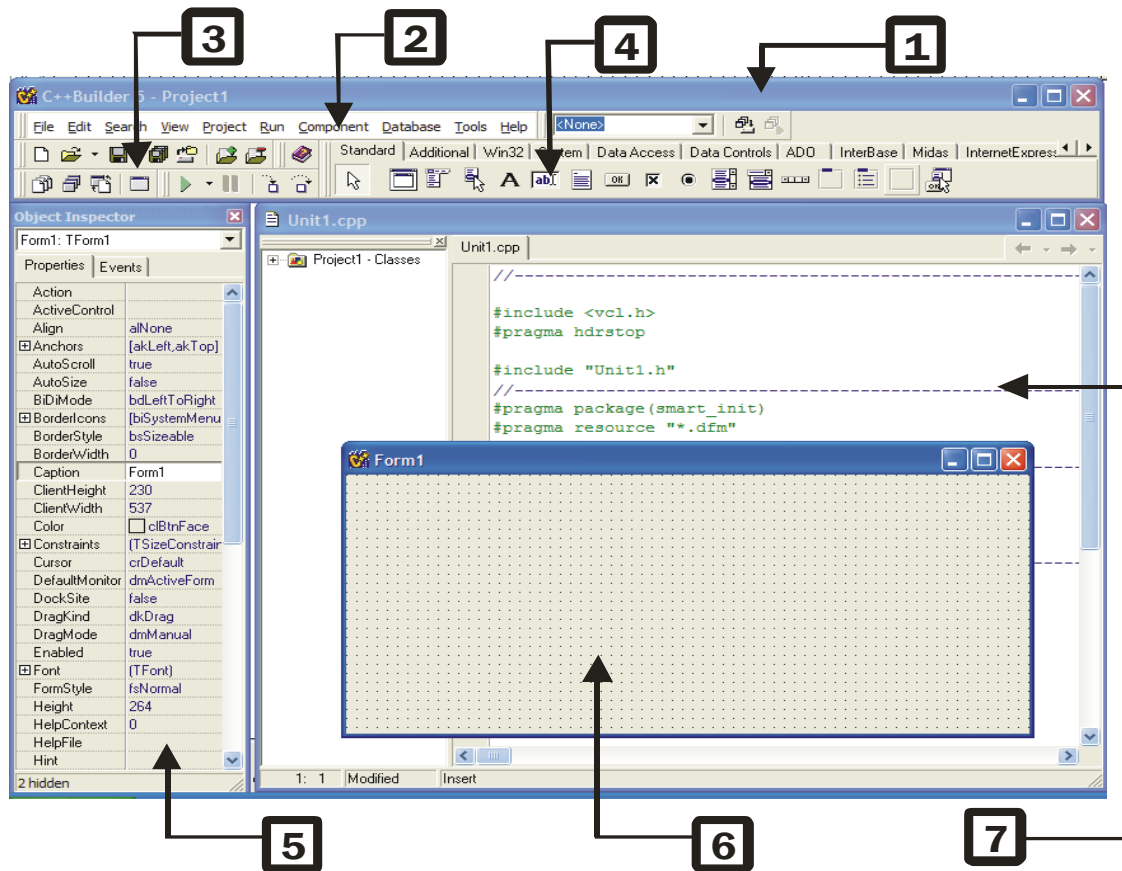 3 2 4 1
C++Builder 5 - Project1
File Edit Search View Project Run Component Database Tools Help <None>
Standard Additional Win32 System Data Access Data Controls ADO InterBase Midas InternetExpress
A ab OK OK
Object Inspector
Form1: TForm1
Properties Events
Action
ActiveControl
Align alNone
Anchors [akLeft,akTop]
AutoScroll true
AutoSize false
BiDiMode bdLeftToRight
BorderIcons [biSystemMenu
BorderStyle bsSizeable
BorderWidth 0
Caption Form1
ClientHeight 230
ClientWidth 537
Color clBtnFace
Constraints (TSizeConstrain
Cursor crDefault
DefaultMonitor dmActiveForm
DockSite false
DragKind dkDrag
DragMode dmManual
Enabled true
Font (TFont)
FormStyle fsNormal
Height 264
HelpContext 0
HelpFile
Hint
2 hidden
Unit1.cpp
Project1 - Classes
Unit1.cpp
//---------------------------------------------------------------------------
#include <vcl.h>
#pragma hdrstop
#include "Unit1.h"
//---------------------------------------------------------------------------
#pragma package(smart_init)
#pragma resource "*.dfm"
Form1
1: 1 Modified Insert
5 6 7